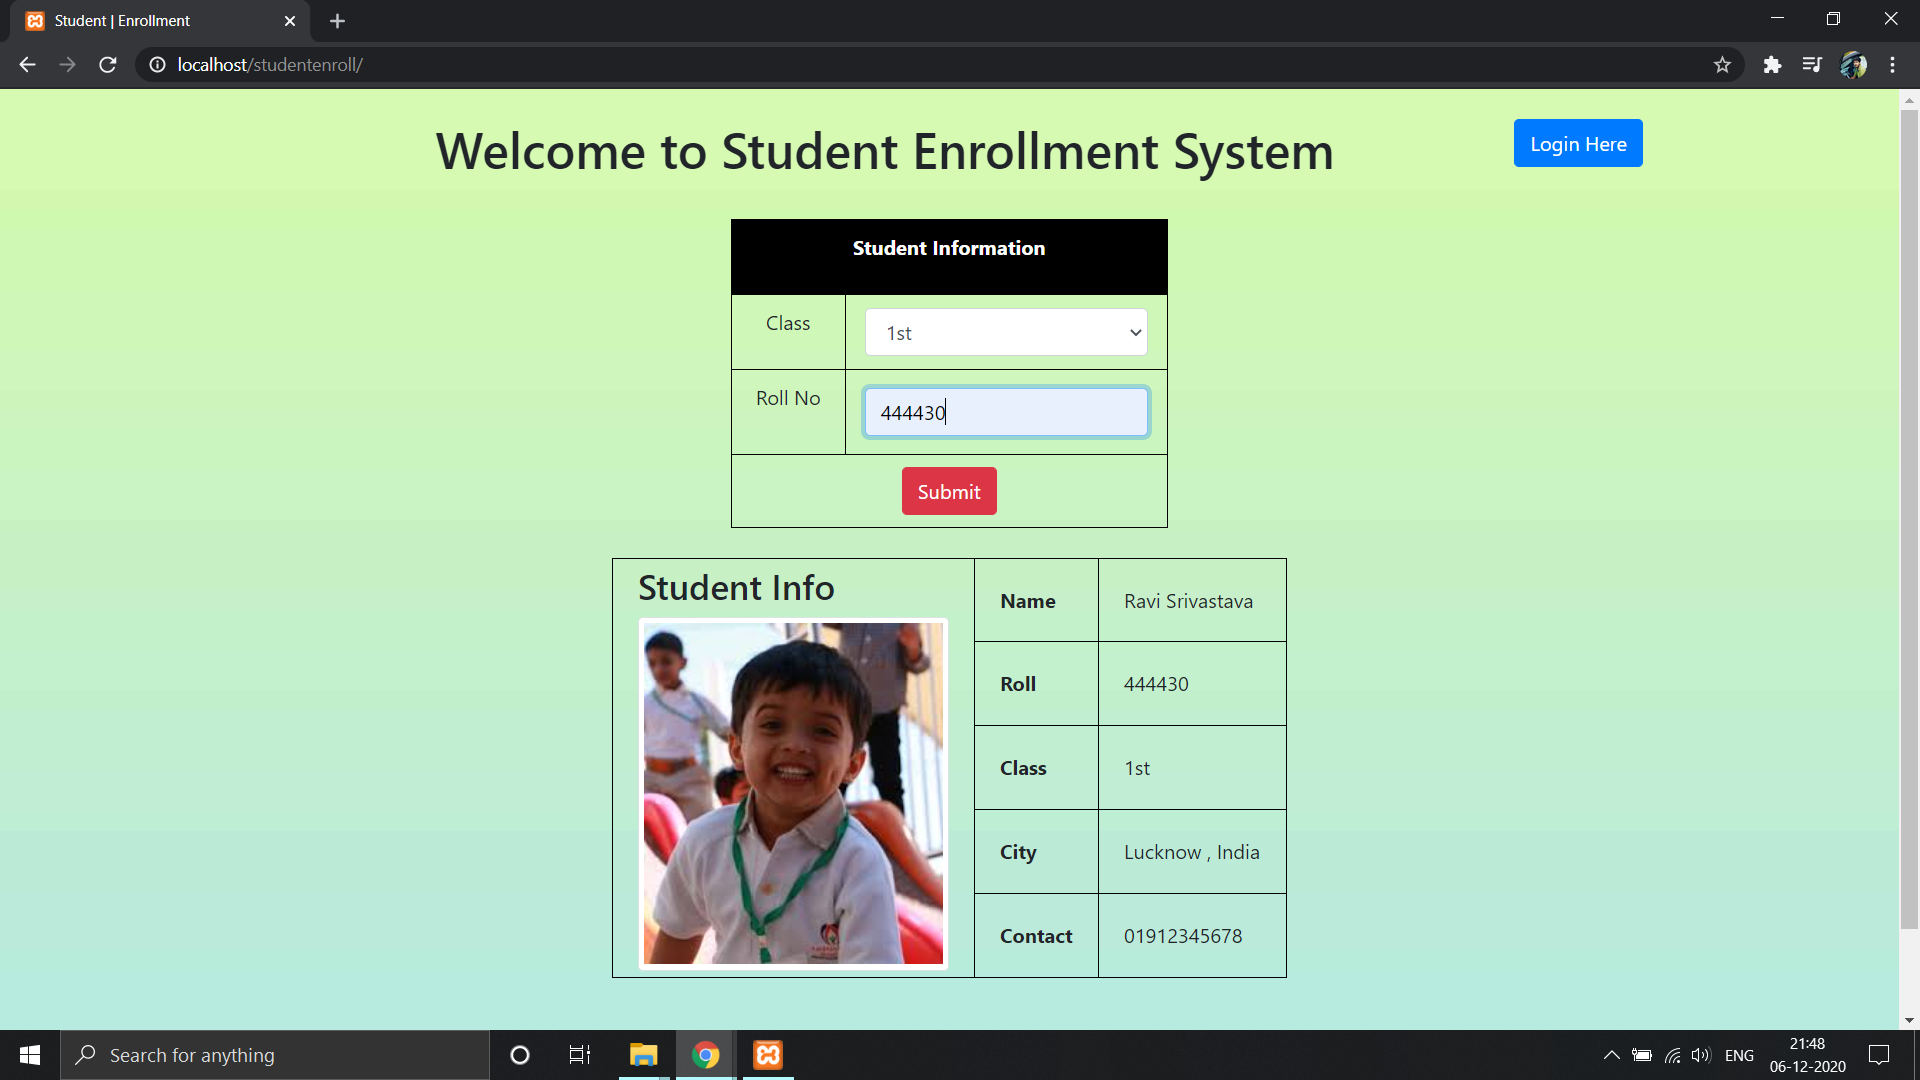 Student | Enrollment
localhost/studentenroll/
Welcome to Student Enrollment System
Login Here
Student Information
Class
1st
Roll No
444430
Submit
Student Info
Name
Ravi Srivastava
Roll
444430
Class
1st
City
Lucknow , India
Contact
01912345678
Search for anything
ENG
21:48
06-12-2020